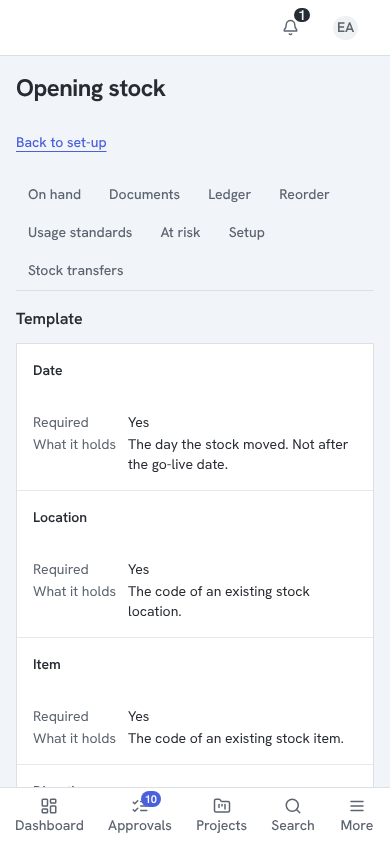 1
EA
Opening stock
Back to set-up
On hand Documents Ledger Reorder
Usage standards At risk Setup
Stock transfers
Template
Date
Required Yes
What it holds The day the stock moved. Not after
the go-live date.
Location
Required Yes
What it holds The code of an existing stock
location.
Item
Required Yes
What it holds The code of an existing stock item.
10
Dashboard Approvals Projects Search More